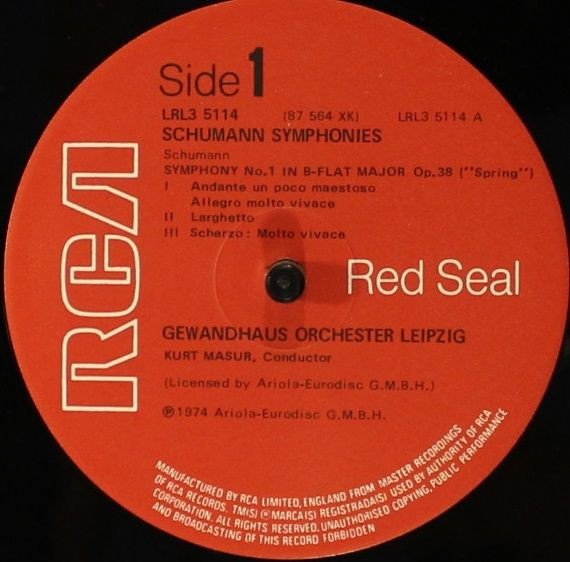 Side 1
LRL3 5114 (87 564 XK) LRL3 5114 A
SCHUMANN SYMPHONIES
Schumann
SYMPHONY No.1 IN B-FLAT MAJOR Op.38 ("Spring")
I Andante un poco maestoso
Allegro molto vivace
II Larghetto
III Scherzo: Molto vivace
RCA
Red Seal
GEWANDHAUS ORCHESTER LEIPZIG
KURT MASUR, Conductor
(Licensed by Ariola-Eurodisc G.M.B.H.)
℗1974 Ariola-Eurodisc G.M.B.H.
MANUFACTURED BY RCA LIMITED, ENGLAND FROM MASTER RECORDINGS
OF RCA RECORDS. TM(S) ® MARCA(S) REGISTRADA(S) USED BY AUTHORITY OF RCA
CORPORATION. ALL RIGHTS RESERVED. UNAUTHORISED COPYING, PUBLIC PERFORMANCE
AND BROADCASTING OF THIS RECORD FORBIDDEN